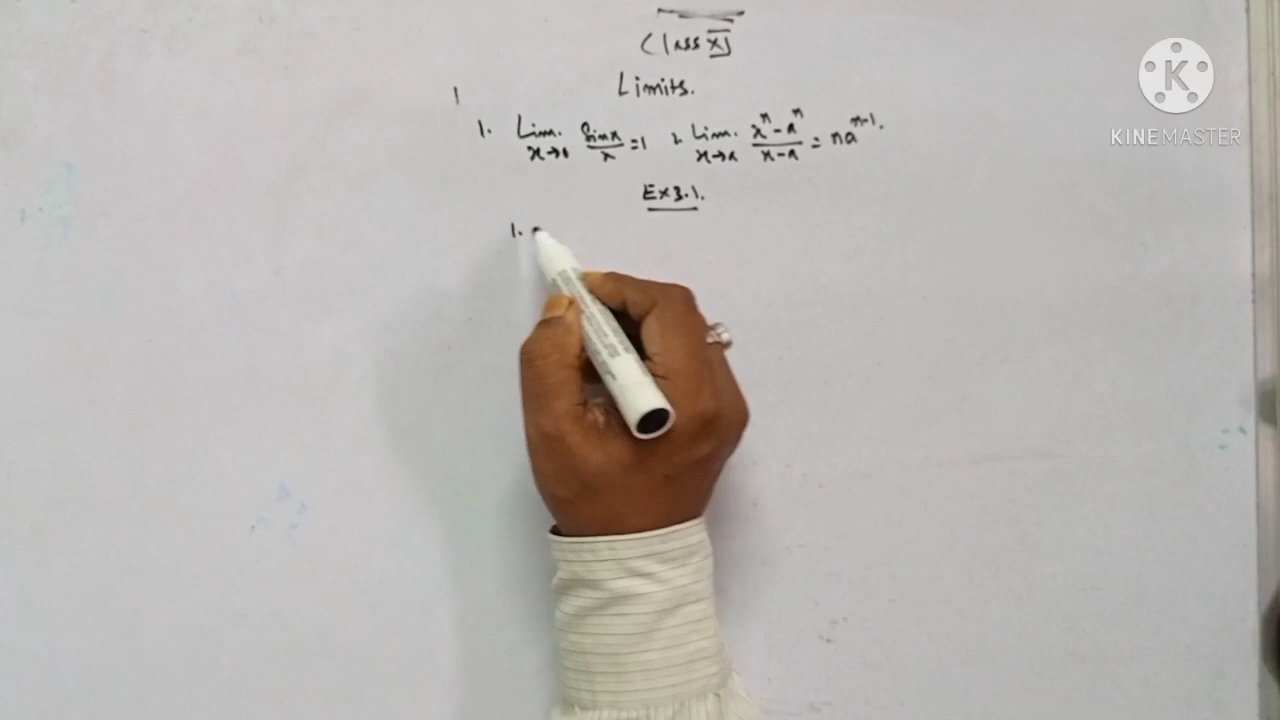 Class XI
Limits.
1. Lim. x→0 sinx/x =1 2. Lim. x→a xⁿ-aⁿ/x-a = naⁿ⁻¹.
Ex 3.1.
1.
K
KINEMASTER